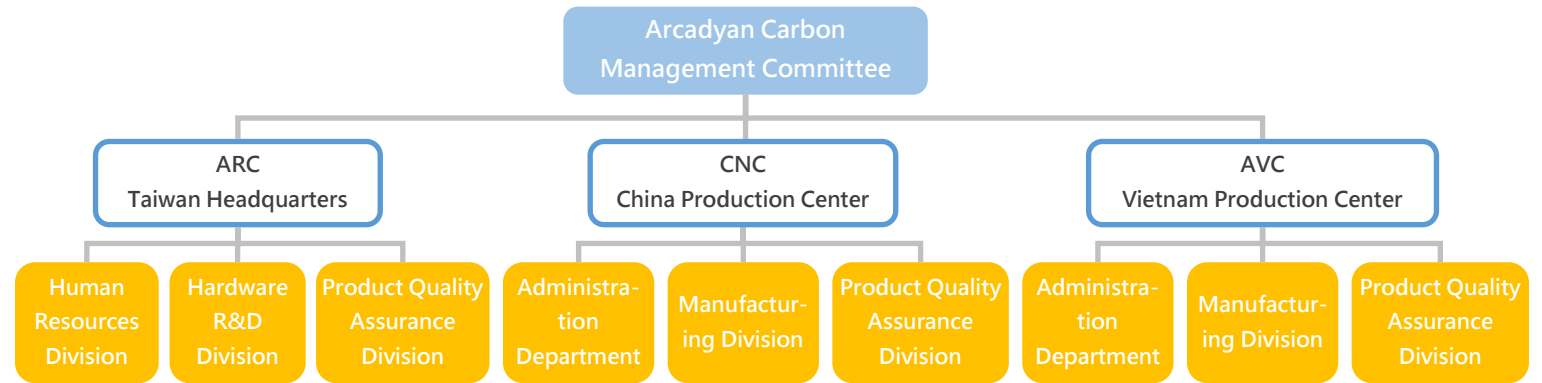 Arcadyan Carbon
Management Committee
ARC
Taiwan Headquarters
CNC
China Production Center
AVC
Vietnam Production Center
Human
Resources
Division
Hardware
R&D
Division
Product Quality
Assurance
Division
Administra-
tion
Department
Manufactur-
ing Division
Product Quality
Assurance
Division
Administra-
tion
Department
Manufactur-
ing Division
Product Quality
Assurance
Division